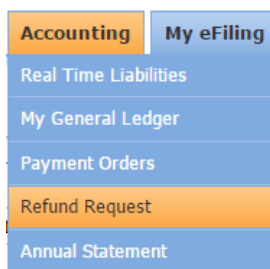 Accounting My eFiling
Real Time Liabilities
My General Ledger
Payment Orders
Refund Request
Annual Statement